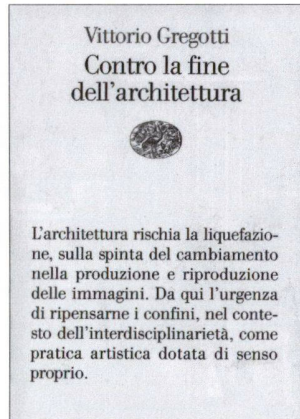 Vittorio Gregotti
Contro la fine
dell'architettura
L'architettura rischia la liquefazio-
ne, sulla spinta del cambiamento
nella produzione e riproduzione
delle immagini. Da qui l'urgenza
di ripensarne i confini, nel conte-
sto dell'interdisciplinarietà, come
pratica artistica dotata di senso
proprio.